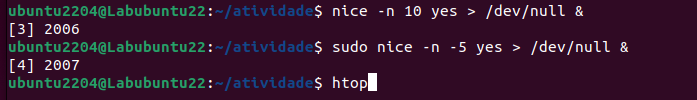 ubuntu2204@Labubuntu22:~/atividade$ nice -n 10 yes > /dev/null &
[3] 2006
ubuntu2204@Labubuntu22:~/atividade$ sudo nice -n -5 yes > /dev/null &
[4] 2007
ubuntu2204@Labubuntu22:~/atividade$ htop